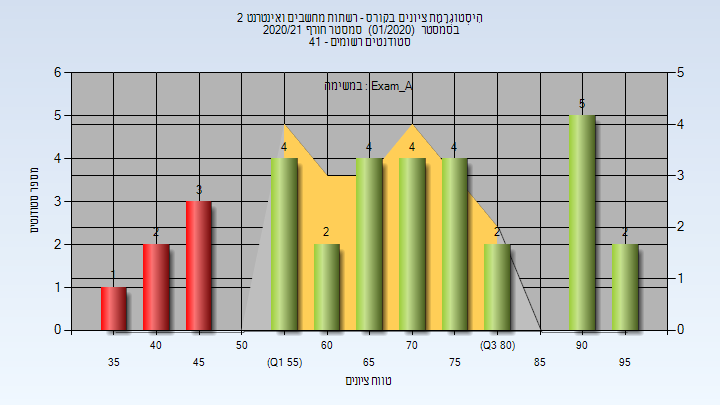 היסטוגרמת ציונים בקורס - רשתות מחשבים ואינטרנט 2
בסמסטר (01/2020) סמסטר חורף 2020/21
סטודנטים רשומים - 41
במשימה : Exam_A
מספר סטודנטים
6 5 4 3 2 1 0
5 4 3 2 1 0
1 2 3 4 2 4 4 4 2 5 2
40 50 60 70 (Q3 80) 90
35 45 (Q1 55) 65 75 85 95
טווח ציונים